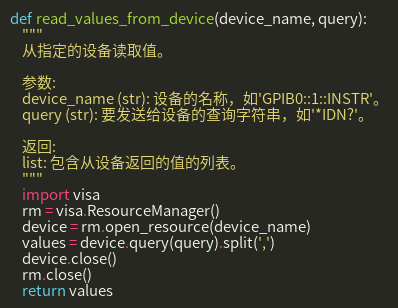 def read_values_from_device(device_name, query):
"""
从指定的设备读取值。
参数:
device_name (str): 设备的名称，如'GPIB0::1::INSTR'。
query (str): 要发送给设备的查询字符串，如'*IDN?'。
返回:
list: 包含从设备返回的值的列表。
"""
import visa
rm = visa.ResourceManager()
device = rm.open_resource(device_name)
values = device.query(query).split(',')
device.close()
rm.close()
return values